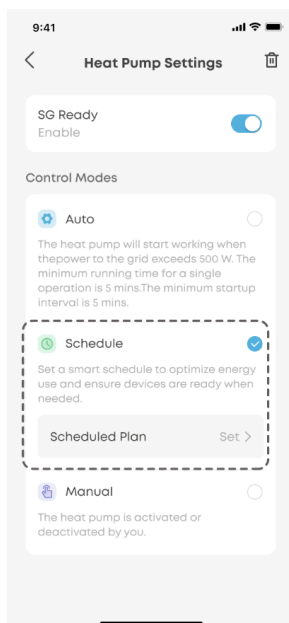 9:41
Heat Pump Settings
SG Ready
Enable
Control Modes
Auto
The heat pump will start working when
thepower to the grid exceeds 500 W. The
minimum running time for a single
operation is 5 mins.The minimum startup
interval is 5 mins.
Schedule
Set a smart schedule to optimize energy
use and ensure devices are ready when
needed.
Scheduled Plan Set >
Manual
The heat pump is activated or
deactivated by you.